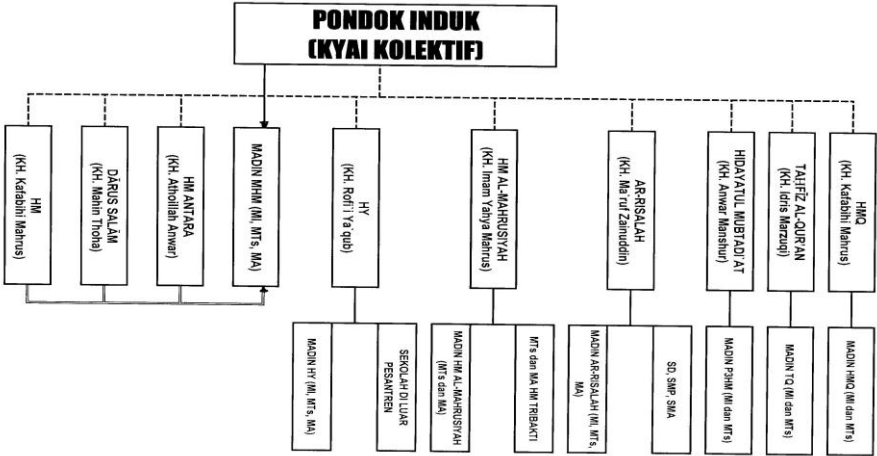 PONDOK INDUK
(KYAI KOLEKTIF)
HM
(KH. Kafabihi Mahrus)
DĀRUS SALĀM
(KH. Mahin Thoha)
HM ANTARA
(KH. Athoillah Anwar)
MADIN MHM (MI, MTs, MA)
HY
(KH. Rofi`i Ya`qub)
HM AL-MAHRUSIYAH
(KH. Imam Yahya Mahrus)
AR-RISALAH
(KH. Ma`ruf Zainuddin)
HIDAYATUL MUBTADI`AT
(KH. Anwar Manshur)
TAḤFĪẒ AL-QUR'AN
(KH. Idris Marzuqi)
HMQ
(KH. Kafabihi Mahrus)
MADIN HY (MI, MTs, MA)
SEKOLAH DI LUAR
PESANTREN
MADIN HM AL-MAHRUSIYAH
(MTs dan MA)
MTs dan MA HM TRIBAKTI
MADIN AR-RISALAH (MI, MTs,
MA)
SD, SMP, SMA
MADIN P3HM (MI dan MTs)
MADIN TQ (MI dan MTs)
MADIN HMQ (MI dan MTs)